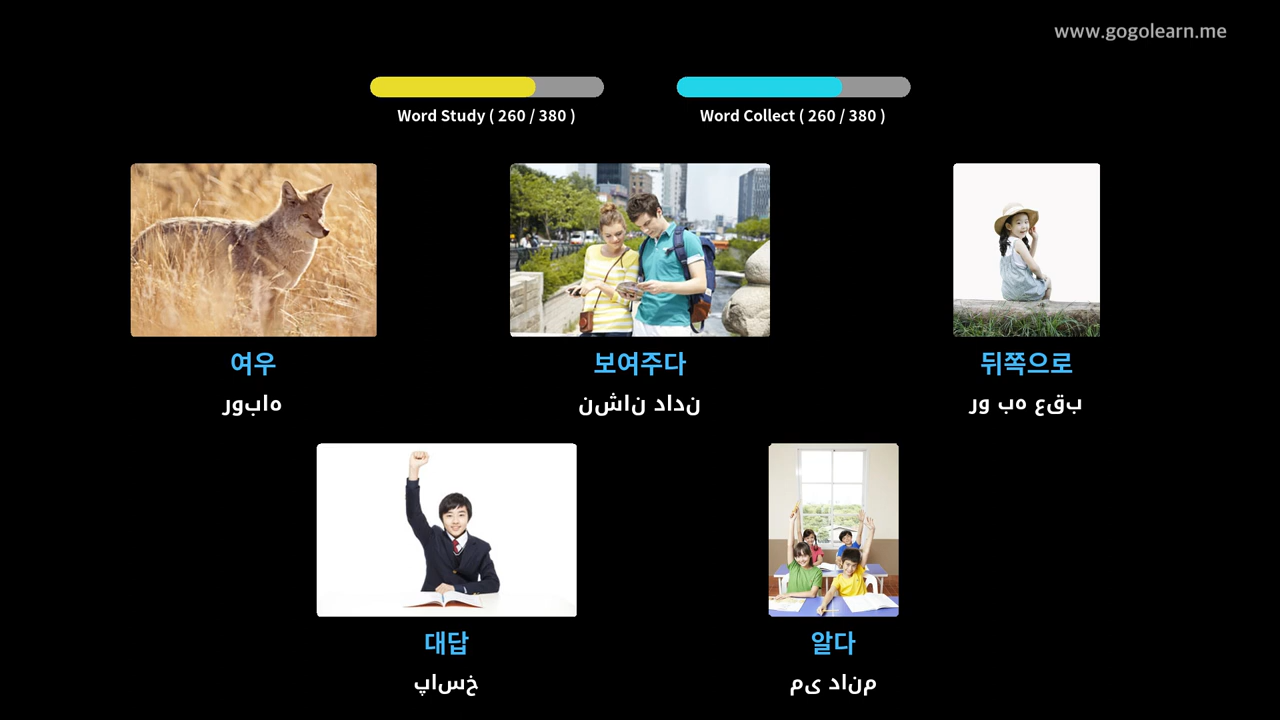 www.gogolearn.me
Word Study ( 260 / 380 )
Word Collect ( 260 / 380 )
여우
보여주다
뒤쪽으로
روباه
نشان دادن
رو به عقب
대답
알다
پاسخ
می دانم